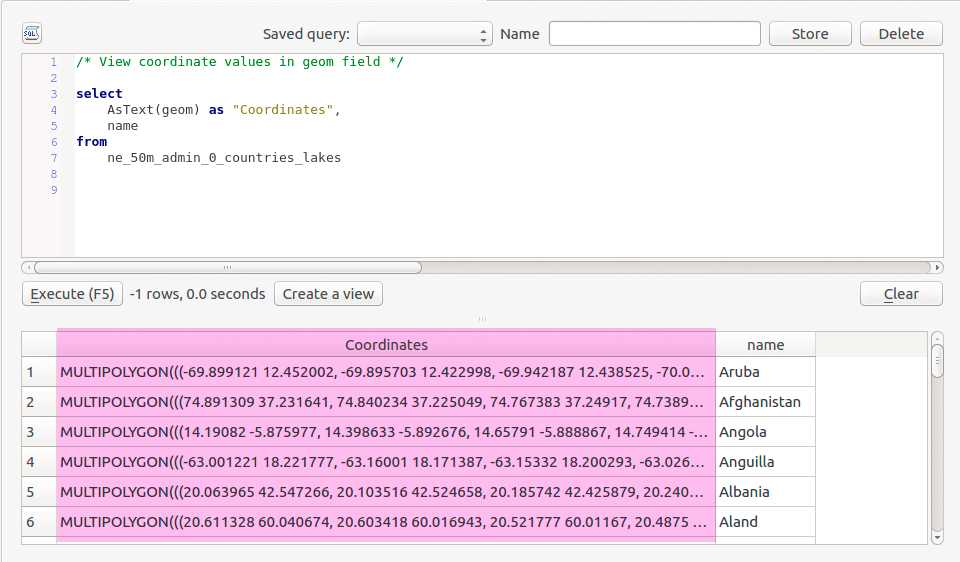 SQL
Saved query: Name Store Delete
1 /* View coordinate values in geom field */
2
3 select
4 AsText(geom) as "Coordinates",
5 name
6 from
7 ne_50m_admin_0_countries_lakes
8
9
Execute (F5) -1 rows, 0.0 seconds Create a view Clear
Coordinates name
1 MULTIPOLYGON(((-69.899121 12.452002, -69.895703 12.422998, -69.942187 12.438525, -70.0... Aruba
2 MULTIPOLYGON(((74.891309 37.231641, 74.840234 37.225049, 74.767383 37.24917, 74.7389... Afghanistan
3 MULTIPOLYGON(((14.19082 -5.875977, 14.398633 -5.892676, 14.65791 -5.888867, 14.749414 -... Angola
4 MULTIPOLYGON(((-63.001221 18.221777, -63.16001 18.171387, -63.15332 18.200293, -63.026... Anguilla
5 MULTIPOLYGON(((20.063965 42.547266, 20.103516 42.524658, 20.185742 42.425879, 20.240... Albania
6 MULTIPOLYGON(((20.611328 60.040674, 20.603418 60.016943, 20.521777 60.01167, 20.4875 ... Aland